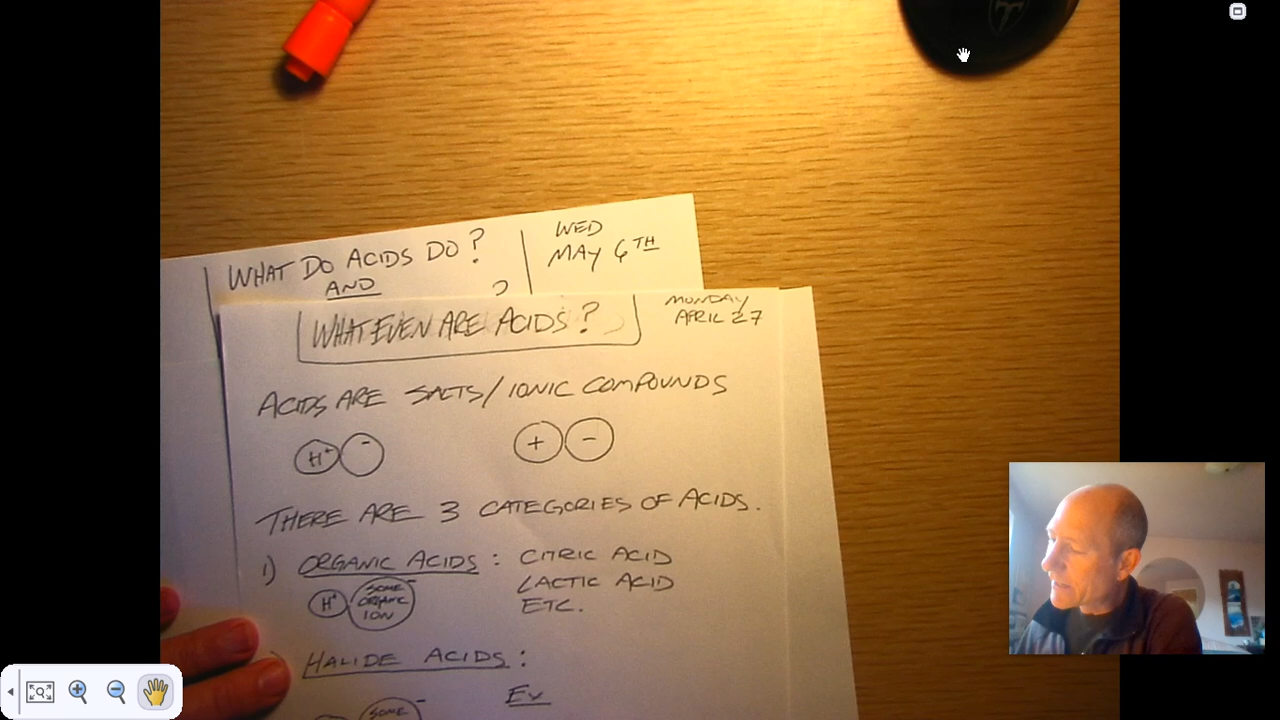 WHAT DO ACIDS DO?
AND
?
WED
MAY 6TH
WHAT EVEN ARE ACIDS?
MONDAY
APRIL 27
ACIDS ARE SALTS/IONIC COMPOUNDS
H+ -
+ -
THERE ARE 3 CATEGORIES OF ACIDS.
1) ORGANIC ACIDS: CITRIC ACID
LACTIC ACID
ETC.
H+ SOME ORGANIC ION -
HALIDE ACIDS:
EX
SOME -